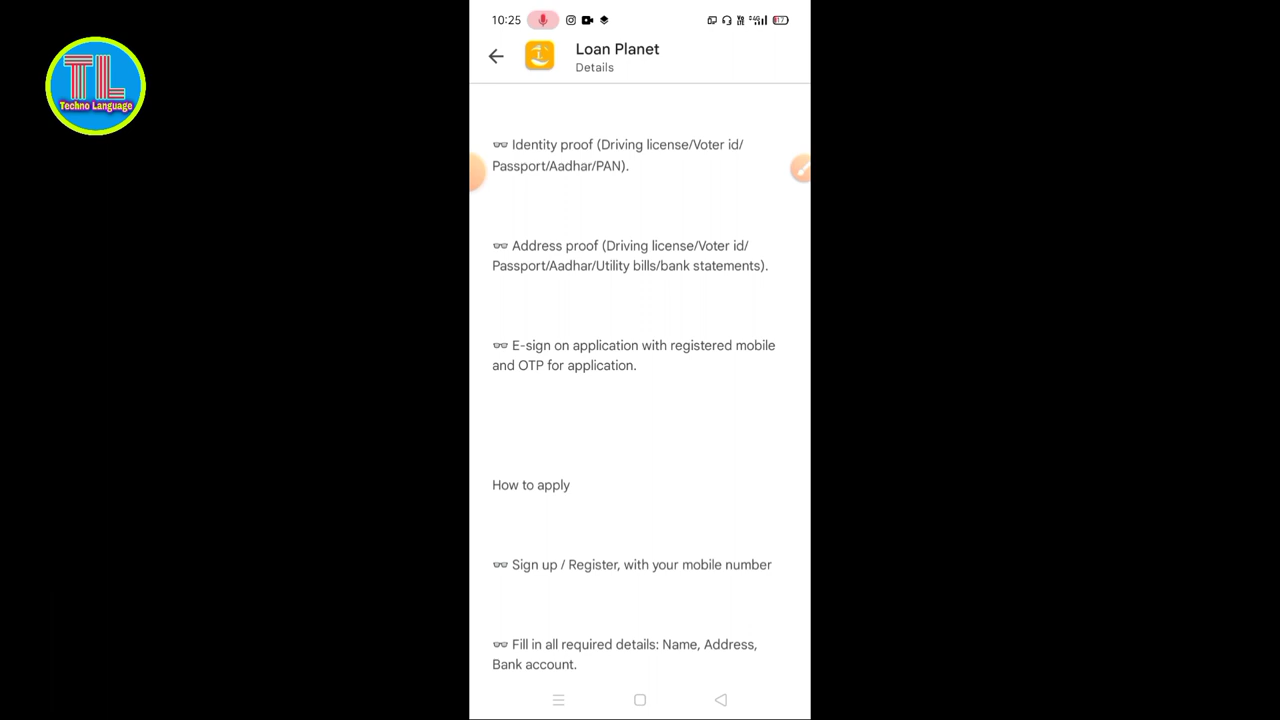 TL
Techno Language
10:25
17
Loan Planet
Details
Identity proof (Driving license/Voter id/
Passport/Aadhar/PAN).
Address proof (Driving license/Voter id/
Passport/Aadhar/Utility bills/bank statements).
E-sign on application with registered mobile
and OTP for application.
How to apply
Sign up / Register, with your mobile number
Fill in all required details: Name, Address,
Bank account.